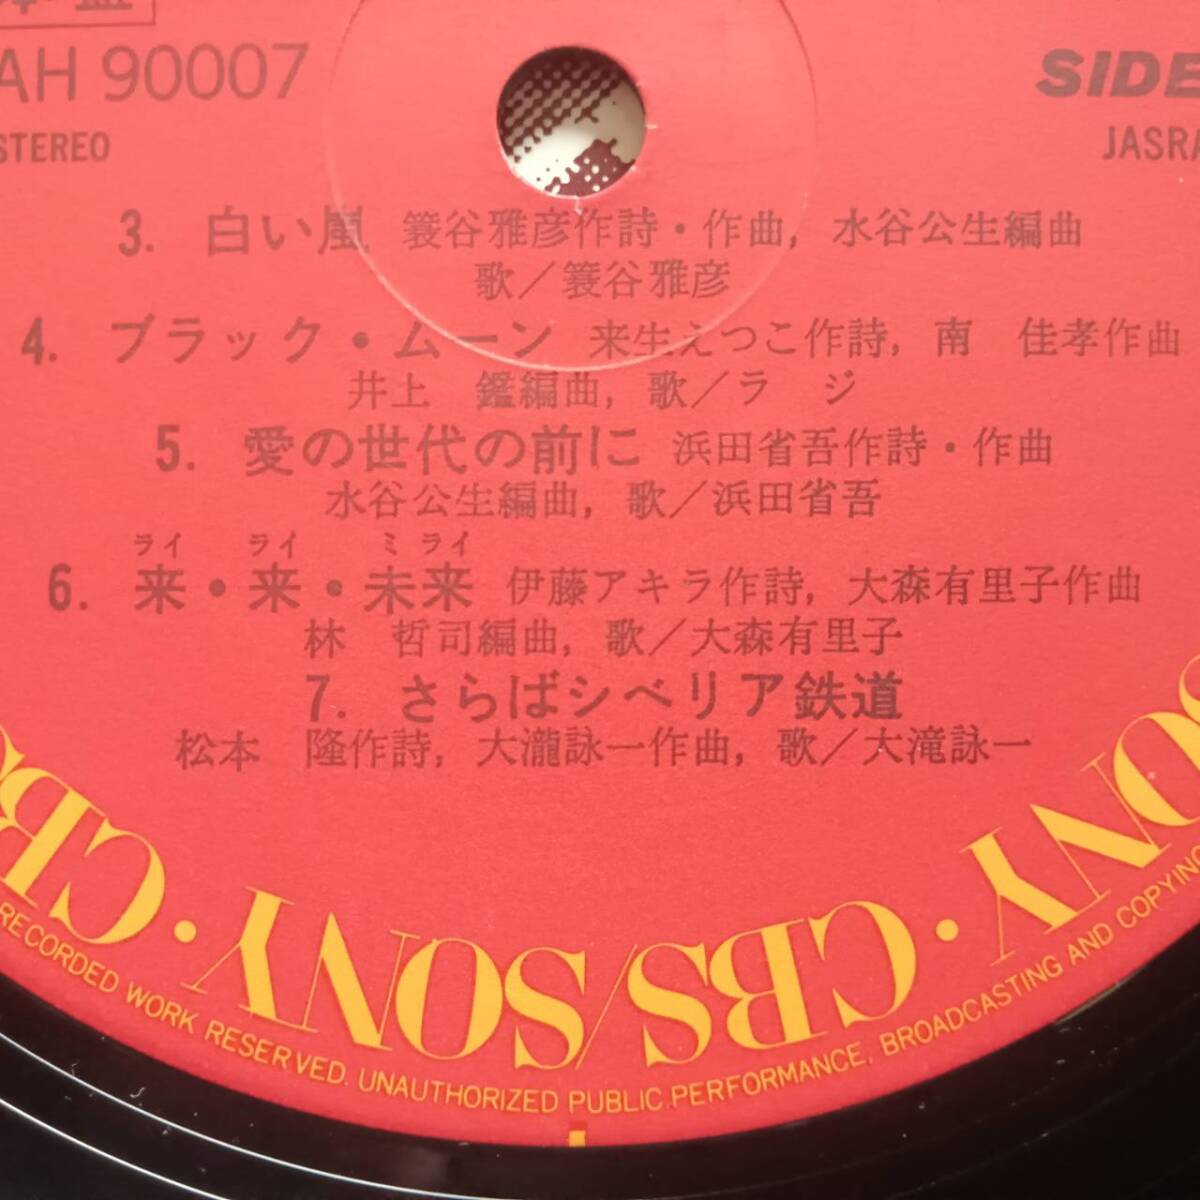 AH 90007
SIDE
STEREO
JASRA
3. 白い嵐 簑谷雅彦作詩・作曲, 水谷公生編曲
歌／簑谷雅彦
4. ブラック・ムーン 来生えつこ作詩, 南 佳孝作曲
井上 鑑編曲, 歌／ラ ジ
5. 愛の世代の前に 浜田省吾作詩・作曲
水谷公生編曲, 歌／浜田省吾
ライ ライ ミ ライ
6. 来・来・未来 伊藤アキラ作詩, 大森有里子作曲
林 哲司編曲, 歌／大森有里子
7. さらばシベリア鉄道
松本 隆作詩, 大瀧詠一作曲, 歌／大滝詠一
CBS・CBS/SONY・CBS/SONY・SONY
RECORDED WORK RESERVED. UNAUTHORIZED PUBLIC PERFORMANCE, BROADCASTING AND COPYING